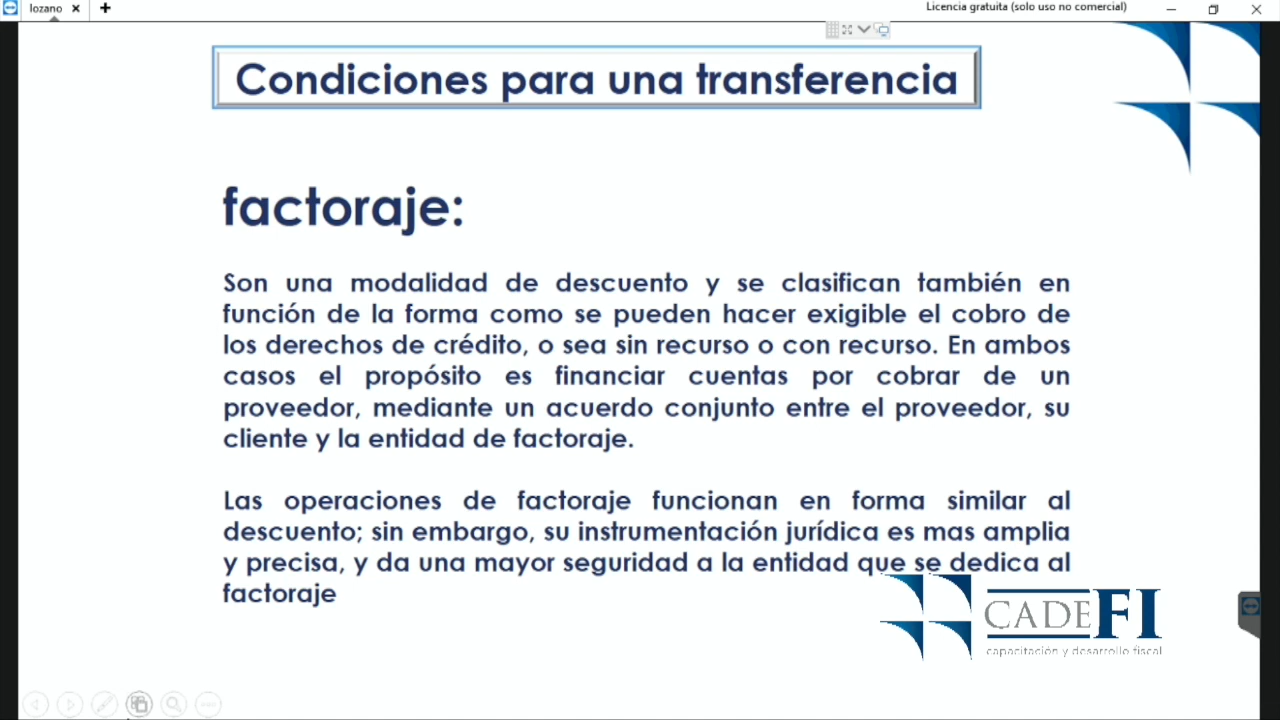 lozano
Licencia gratuita (solo uso no comercial)
Condiciones para una transferencia
factoraje:
Son una modalidad de descuento y se clasifican también en
función de la forma como se pueden hacer exigible el cobro de
los derechos de crédito, o sea sin recurso o con recurso. En ambos
casos el propósito es financiar cuentas por cobrar de un
proveedor, mediante un acuerdo conjunto entre el proveedor, su
cliente y la entidad de factoraje.
Las operaciones de factoraje funcionan en forma similar al
descuento; sin embargo, su instrumentación jurídica es mas amplia
y precisa, y da una mayor seguridad a la entidad que se dedica al
factoraje
CADEFI
capacitación y desarrollo fiscal